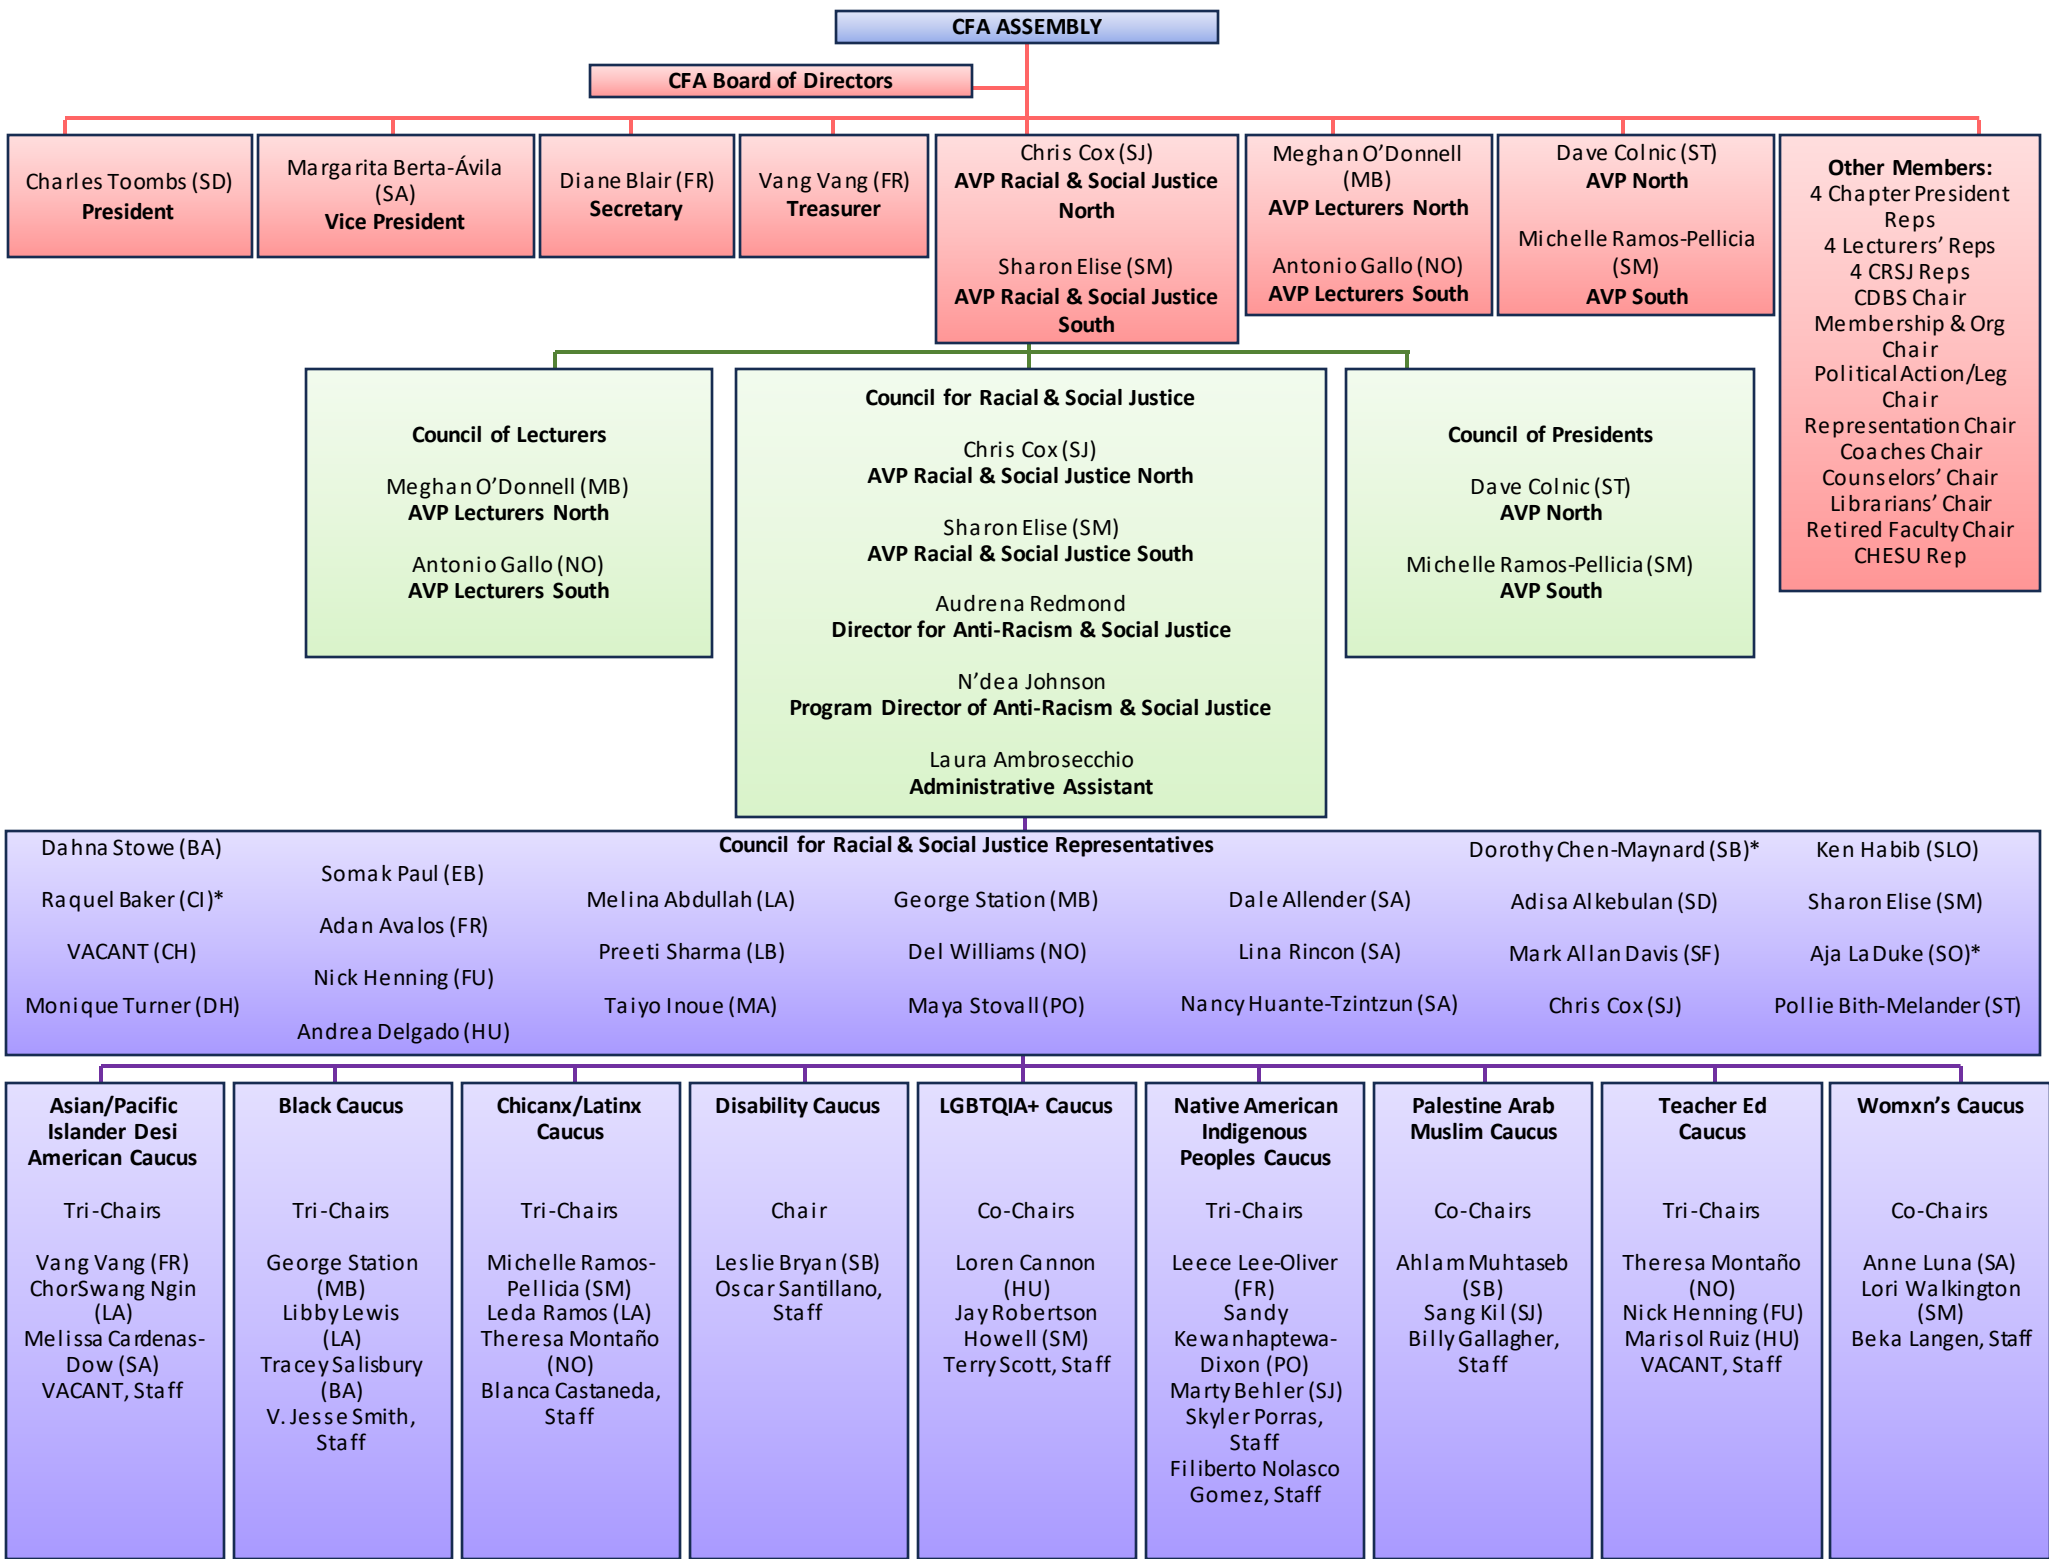 CFA ASSEMBLY
CFA Board of Directors
Charles Toombs (SD)
President
Margarita Berta-Ávila
(SA)
Vice President
Diane Blair (FR)
Secretary
Vang Vang (FR)
Treasurer
Chris Cox (SJ)
AVP Racial & Social Justice
North
Sharon Elise (SM)
AVP Racial & Social Justice
South
Meghan O’Donnell
(MB)
AVP Lecturers North
Antonio Gallo (NO)
AVP Lecturers South
Dave Colnic (ST)
AVP North
Michelle Ramos-Pellicia
(SM)
AVP South
Other Members:
4 Chapter President
Reps
4 Lecturers’ Reps
4 CRSJ Reps
CDBS Chair
Membership & Org
Chair
Political Action/Leg
Chair
Representation Chair
Coaches Chair
Counselors’ Chair
Librarians’ Chair
Retired Faculty Chair
CHESU Rep
Council of Lecturers
Meghan O’Donnell (MB)
AVP Lecturers North
Antonio Gallo (NO)
AVP Lecturers South
Council for Racial & Social Justice
Chris Cox (SJ)
AVP Racial & Social Justice North
Sharon Elise (SM)
AVP Racial & Social Justice South
Audrena Redmond
Director for Anti-Racism & Social Justice
N’dea Johnson
Program Director of Anti-Racism & Social Justice
Laura Ambrosecchio
Administrative Assistant
Council of Presidents
Dave Colnic (ST)
AVP North
Michelle Ramos-Pellicia (SM)
AVP South
Council for Racial & Social Justice Representatives
Dahna Stowe (BA)
Raquel Baker (CI)*
VACANT (CH)
Monique Turner (DH)
Somak Paul (EB)
Adan Avalos (FR)
Nick Henning (FU)
Andrea Delgado (HU)
Melina Abdullah (LA)
Preeti Sharma (LB)
Taiyo Inoue (MA)
George Station (MB)
Del Williams (NO)
Maya Stovall (PO)
Dale Allender (SA)
Lina Rincon (SA)
Nancy Huante-Tzintzun (SA)
Dorothy Chen-Maynard (SB)*
Adisa Alkebulan (SD)
Mark Allan Davis (SF)
Chris Cox (SJ)
Ken Habib (SLO)
Sharon Elise (SM)
Aja LaDuke (SO)*
Pollie Bith-Melander (ST)
Asian/Pacific
Islander Desi
American Caucus
Tri-Chairs
Vang Vang (FR)
ChorSwang Ngin
(LA)
Melissa Cardenas-
Dow (SA)
VACANT, Staff
Black Caucus
Tri-Chairs
George Station
(MB)
Libby Lewis
(LA)
Tracey Salisbury
(BA)
V. Jesse Smith,
Staff
Chicanx/Latinx
Caucus
Tri-Chairs
Michelle Ramos-
Pellicia (SM)
Leda Ramos (LA)
Theresa Montaño
(NO)
Blanca Castaneda,
Staff
Disability Caucus
Chair
Leslie Bryan (SB)
Oscar Santillano,
Staff
LGBTQIA+ Caucus
Co-Chairs
Loren Cannon
(HU)
Jay Robertson
Howell (SM)
Terry Scott, Staff
Native American
Indigenous
Peoples Caucus
Tri-Chairs
Leece Lee-Oliver
(FR)
Sandy
Kewanhaptewa-
Dixon (PO)
Marty Behler (SJ)
Skyler Porras,
Staff
Filiberto Nolasco
Gomez, Staff
Palestine Arab
Muslim Caucus
Co-Chairs
Ahlam Muhtaseb
(SB)
Sang Kil (SJ)
Billy Gallagher,
Staff
Teacher Ed
Caucus
Tri-Chairs
Theresa Montaño
(NO)
Nick Henning (FU)
Marisol Ruiz (HU)
VACANT, Staff
Womxn’s Caucus
Co-Chairs
Anne Luna (SA)
Lori Walkington
(SM)
Beka Langen, Staff